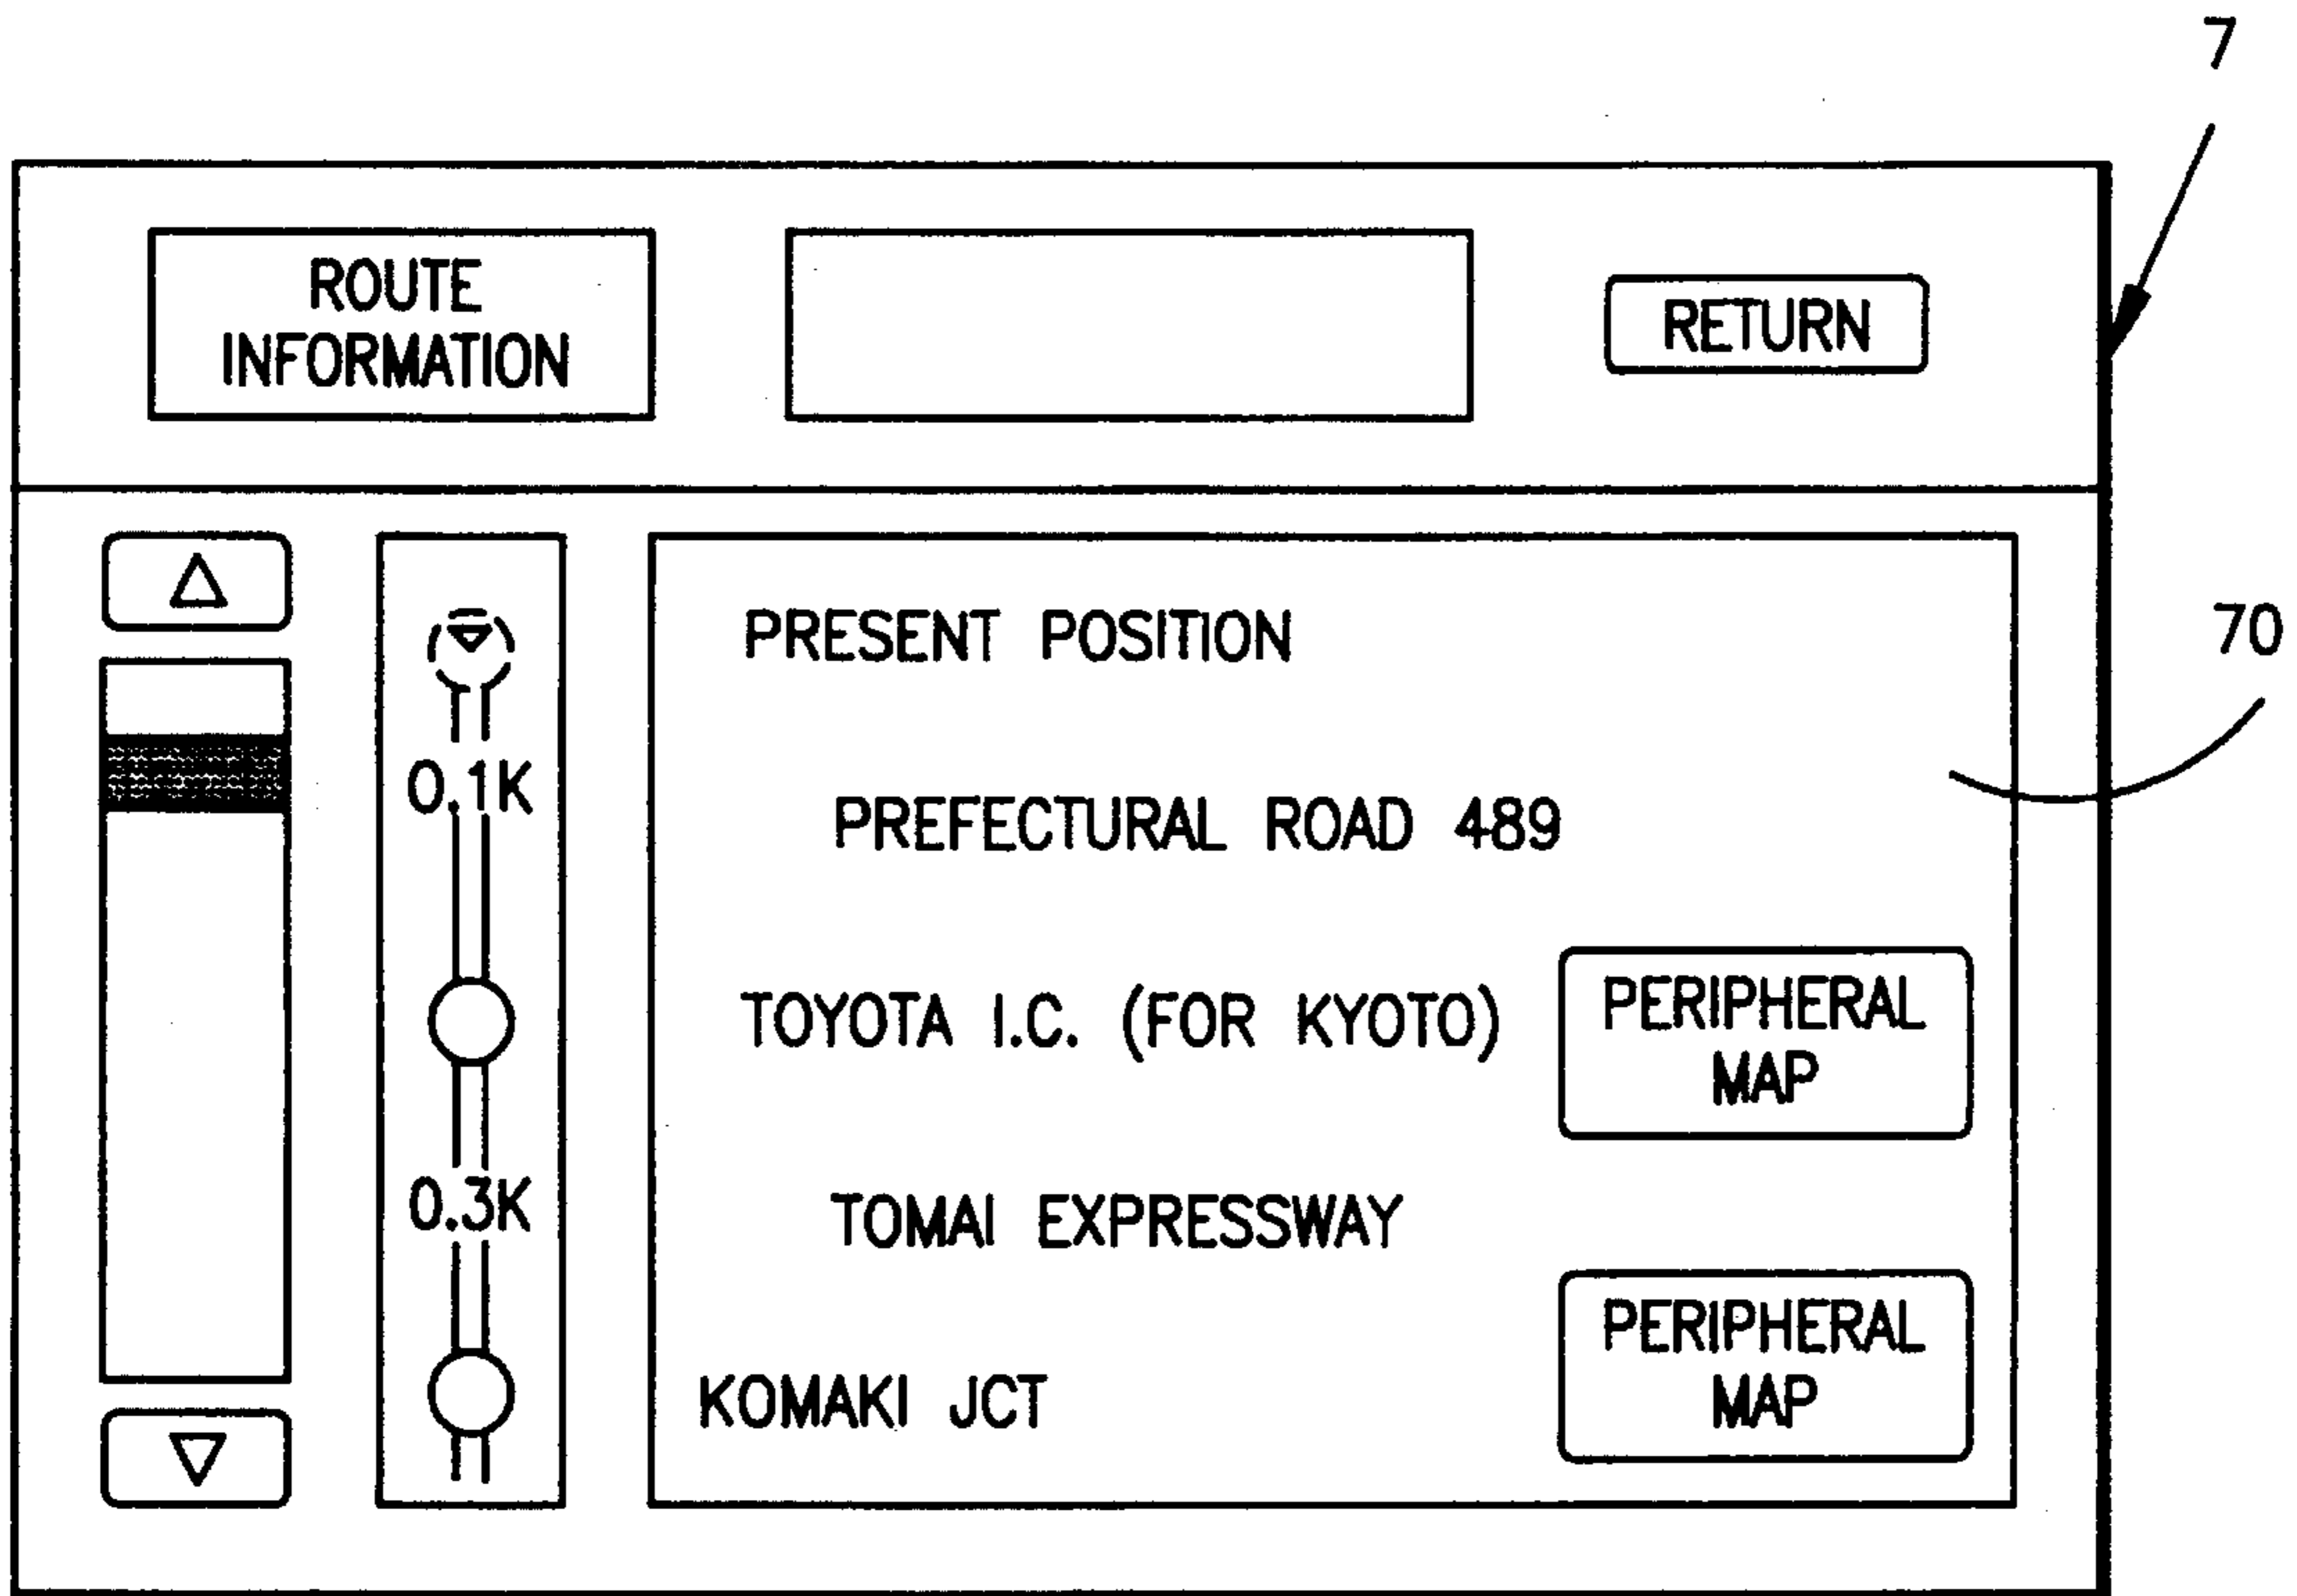 7
ROUTE
INFORMATION
RETURN
PRESENT POSITION
70
0.1K
PREFECTURAL ROAD 489
TOYOTA I.C. (FOR KYOTO)
PERIPHERAL
MAP
0.3K
TOMAI EXPRESSWAY
PERIPHERAL
MAP
KOMAKI JCT